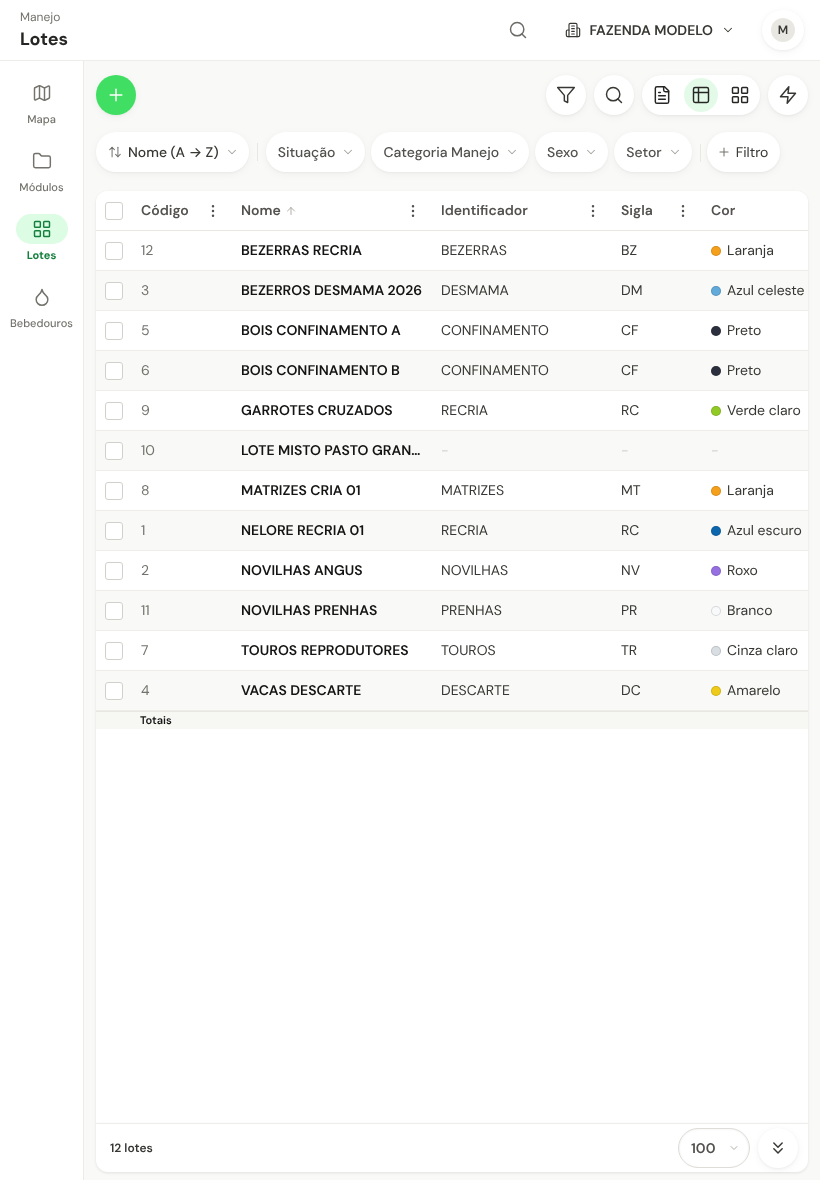 Manejo
Lotes
FAZENDA MODELO
M
Mapa
Módulos
Lotes
Bebedouros
Nome (A → Z)
Situação
Categoria Manejo
Sexo
Setor
+ Filtro
Código Nome ↑ Identificador Sigla Cor
12 BEZERRAS RECRIA BEZERRAS BZ Laranja
3 BEZERROS DESMAMA 2026 DESMAMA DM Azul celeste
5 BOIS CONFINAMENTO A CONFINAMENTO CF Preto
6 BOIS CONFINAMENTO B CONFINAMENTO CF Preto
9 GARROTES CRUZADOS RECRIA RC Verde claro
10 LOTE MISTO PASTO GRAN... – – –
8 MATRIZES CRIA 01 MATRIZES MT Laranja
1 NELORE RECRIA 01 RECRIA RC Azul escuro
2 NOVILHAS ANGUS NOVILHAS NV Roxo
11 NOVILHAS PRENHAS PRENHAS PR Branco
7 TOUROS REPRODUTORES TOUROS TR Cinza claro
4 VACAS DESCARTE DESCARTE DC Amarelo
Totais
12 lotes
100